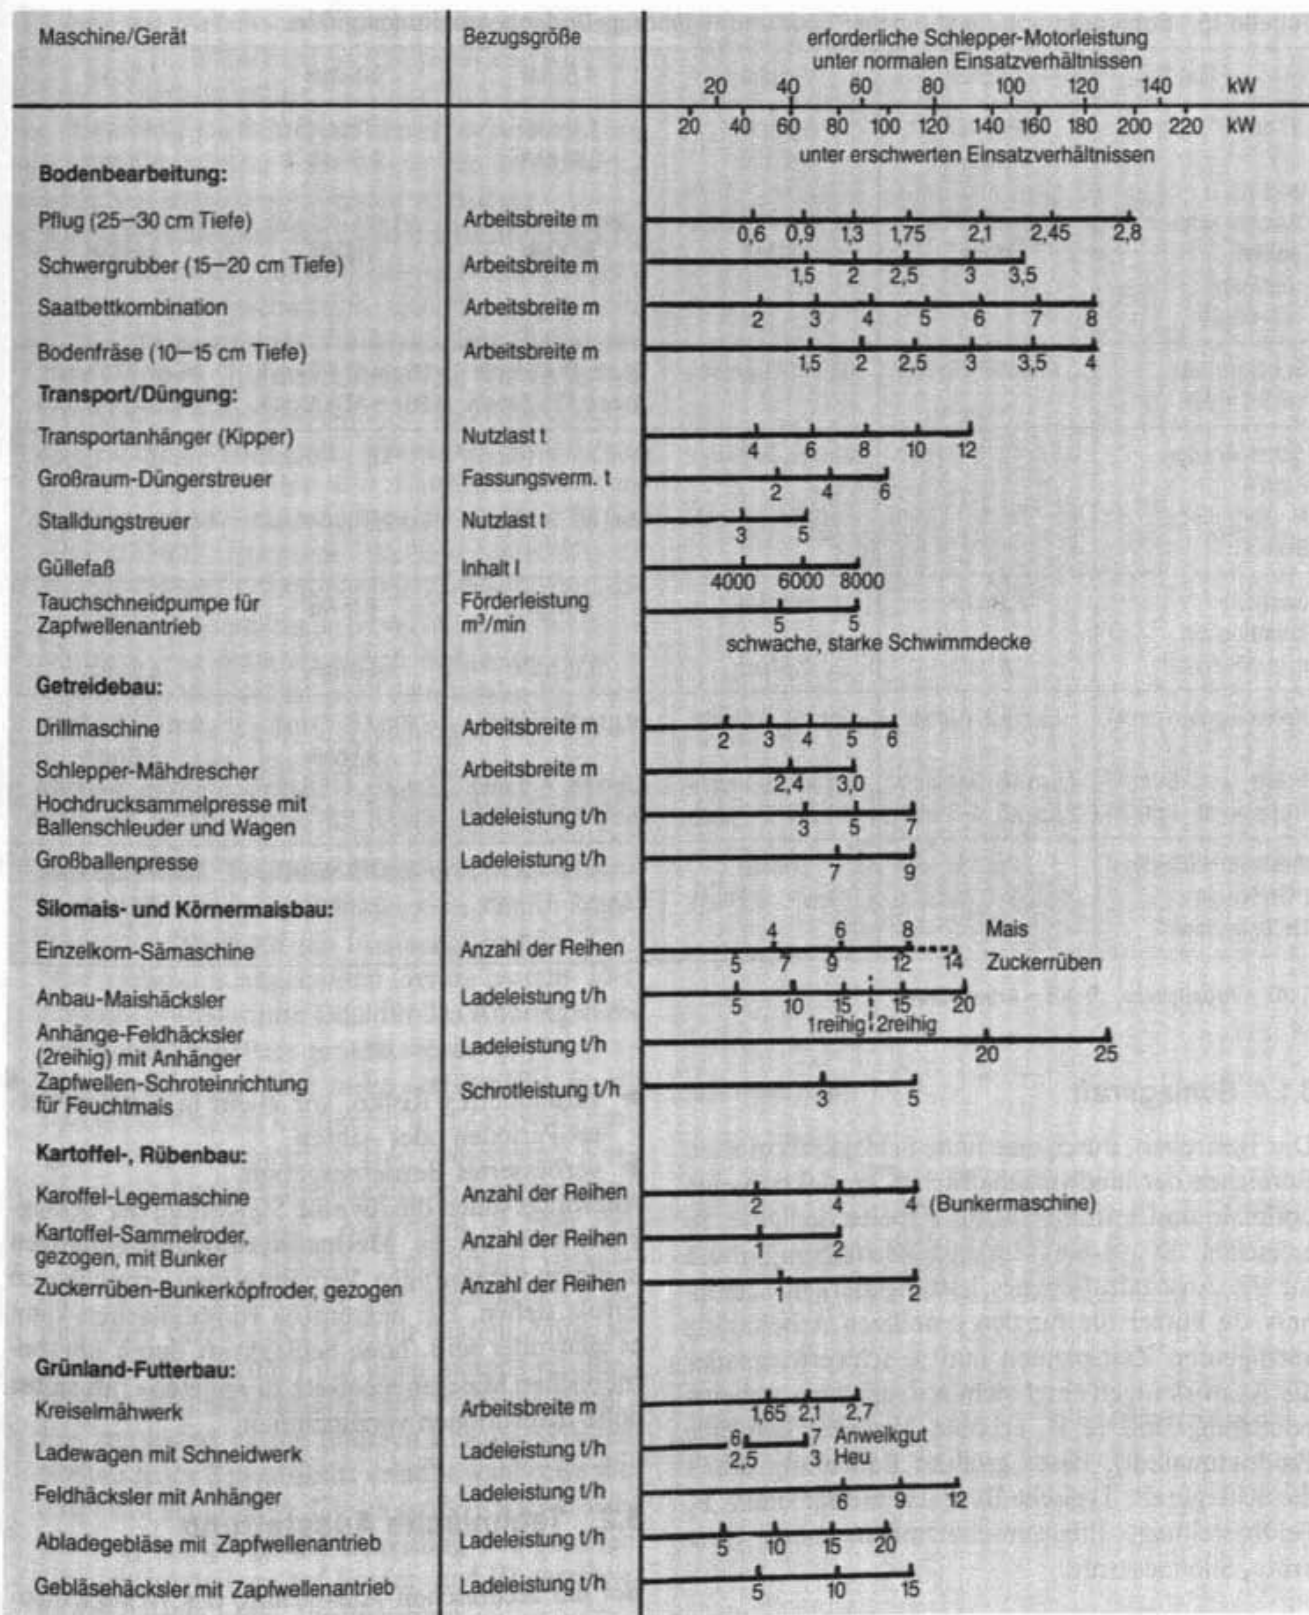 Maschine/Gerät Bezugsgröße erforderliche Schlepper-Motorleistung
unter normalen Einsatzverhältnissen
20 40 60 80 100 120 140 kW
20 40 60 80 100 120 140 160 180 200 220 kW
unter erschwerten Einsatzverhältnissen
Bodenbearbeitung:
Pflug (25–30 cm Tiefe) Arbeitsbreite m
0,6 0,9 1,3 1,75 2,1 2,45 2,8
Schwergrubber (15–20 cm Tiefe) Arbeitsbreite m
1,5 2 2,5 3 3,5
Saatbettkombination Arbeitsbreite m
2 3 4 5 6 7 8
Bodenfräse (10–15 cm Tiefe) Arbeitsbreite m
1,5 2 2,5 3 3,5 4
Transport/Düngung:
Transportanhänger (Kipper) Nutzlast t
4 6 8 10 12
Großraum-Düngerstreuer Fassungsverm. t
2 4 6
Stalldungstreuer Nutzlast t
3 5
Güllefaß Inhalt l
4000 6000 8000
Tauchschneidpumpe für Förderleistung
Zapfwellenantrieb m³/min
5 5
schwache, starke Schwimmdecke
Getreidebau:
Drillmaschine Arbeitsbreite m
2 3 4 5 6
Schlepper-Mähdrescher Arbeitsbreite m
2,4 3,0
Hochdrucksammelpresse mit
Ballenschleuder und Wagen Ladeleistung t/h
3 5 7
Großballenpresse Ladeleistung t/h
7 9
Silomais- und Körnermaisbau:
4 6 8 Mais
Einzelkorn-Sämaschine Anzahl der Reihen
5 7 9 12 14 Zuckerrüben
Anbau-Maishäcksler Ladeleistung t/h
5 10 15 15 20
1reihig 2reihig
Anhänge-Feldhäcksler
(2reihig) mit Anhänger Ladeleistung t/h
20 25
Zapfwellen-Schroteinrichtung
für Feuchtmais Schrotleistung t/h
3 5
Kartoffel-, Rübenbau:
Karoffel-Legemaschine Anzahl der Reihen
2 4 4 (Bunkermaschine)
Kartoffel-Sammelroder,
gezogen, mit Bunker Anzahl der Reihen
1 2
Zuckerrüben-Bunkerköpfroder, gezogen Anzahl der Reihen
1 2
Grünland-Futterbau:
Kreiselmähwerk Arbeitsbreite m
1,65 2,1 2,7
6 7 Anwelkgut
Ladewagen mit Schneidwerk Ladeleistung t/h
2,5 3 Heu
Feldhäcksler mit Anhänger Ladeleistung t/h
6 9 12
Abladegebläse mit Zapfwellenantrieb Ladeleistung t/h
5 10 15 20
Gebläsehäcksler mit Zapfwellenantrieb Ladeleistung t/h
5 10 15